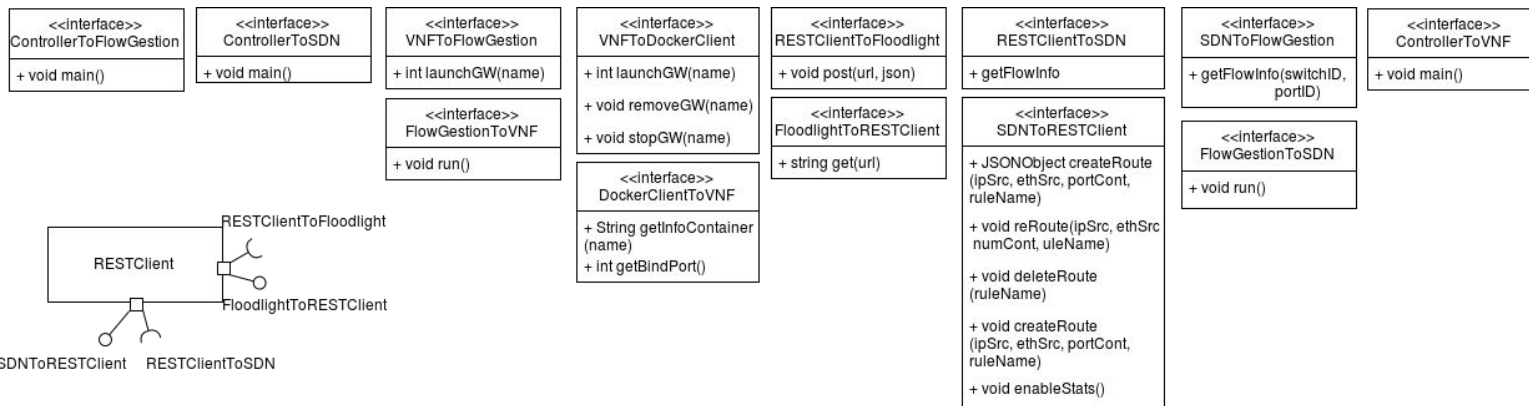 <<interface>>
ControllerToFlowGestion
+ void main()
<<interface>>
ControllerToSDN
+ void main()
<<interface>>
VNFToFlowGestion
+ int launchGW(name)
<<interface>>
FlowGestionToVNF
+ void run()
<<interface>>
VNFToDockerClient
+ int launchGW(name)
+ void removeGW(name)
+ void stopGW(name)
<<interface>>
DockerClientToVNF
+ String getInfoContainer
(name)
+ int getBindPort()
<<interface>>
RESTClientToFloodlight
+ void post(url, json)
<<interface>>
FloodlightToRESTClient
+ string get(url)
<<interface>>
RESTClientToSDN
+ getFlowInfo
<<interface>>
SDNToRESTClient
+ JSONObject createRoute
(ipSrc, ethSrc, portCont,
ruleName)
+ void reRoute(ipSrc, ethSrc
numCont, uleName)
+ void deleteRoute
(ruleName)
+ void createRoute
(ipSrc, ethSrc, portCont,
ruleName)
+ void enableStats()
<<interface>>
SDNToFlowGestion
+ getFlowInfo(switchID,
portID)
<<interface>>
FlowGestionToSDN
+ void run()
<<interface>>
ControllerToVNF
+ void main()
RESTClientToFloodlight
RESTClient
FloodlightToRESTClient
SDNToRESTClient RESTClientToSDN